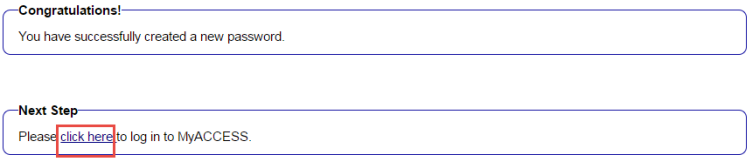 Congratulations!
You have successfully created a new password.
Next Step
Please click here to log in to MyACCESS.